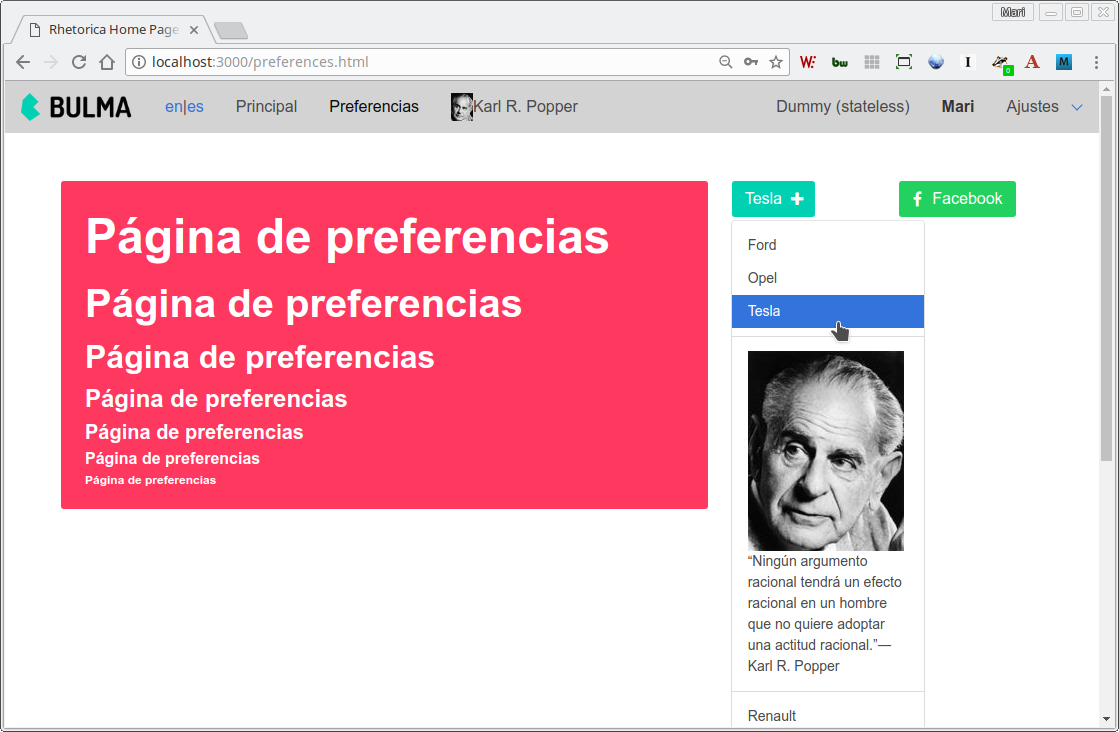 Mari
Rhetorica Home Page
localhost:3000/preferences.html
W:
bw
I
0
A
M
BULMA
en|es
Principal
Preferencias
Karl R. Popper
Dummy (stateless)
Mari
Ajustes
Página de preferencias
Página de preferencias
Página de preferencias
Página de preferencias
Página de preferencias
Página de preferencias
Página de preferencias
Tesla
Facebook
Ford
Opel
Tesla
“Ningún argumento
racional tendrá un efecto
racional en un hombre
que no quiere adoptar
una actitud racional.”—
Karl R. Popper
Renault